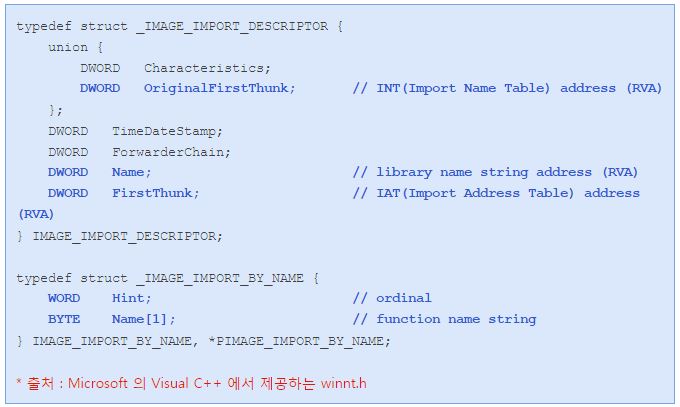 typedef struct _IMAGE_IMPORT_DESCRIPTOR {
union {
DWORD Characteristics;
DWORD OriginalFirstThunk; // INT(Import Name Table) address (RVA)
};
DWORD TimeDateStamp;
DWORD ForwarderChain;
DWORD Name; // library name string address (RVA)
DWORD FirstThunk; // IAT(Import Address Table) address
(RVA)
} IMAGE_IMPORT_DESCRIPTOR;
typedef struct _IMAGE_IMPORT_BY_NAME {
WORD Hint; // ordinal
BYTE Name[1]; // function name string
} IMAGE_IMPORT_BY_NAME, *PIMAGE_IMPORT_BY_NAME;
* 출처 : Microsoft 의 Visual C++ 에서 제공하는 winnt.h